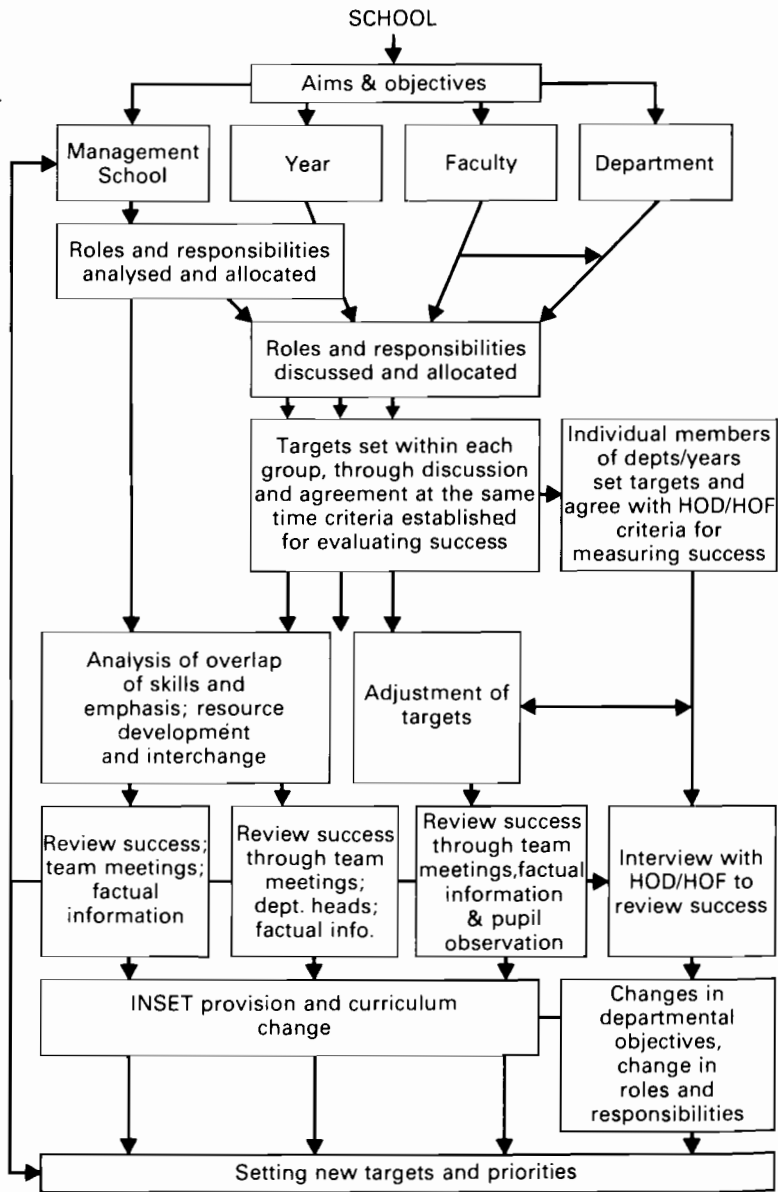 SCHOOL
Aims & objectives
Management
School
Year
Faculty
Department
Roles and responsibilities
analysed and allocated
Roles and responsibilities
discussed and allocated
Targets set within each
group, through discussion
and agreement at the same
time criteria established
for evaluating success
Individual members
of depts/years
set targets and
agree with HOD/HOF
criteria for
measuring success
Analysis of overlap
of skills and
emphasis; resource
development
and interchange
Adjustment of
targets
Review success;
team meetings;
factual
information
Review success
through team
meetings;
dept. heads;
factual info.
Review success
through team
meetings,factual
information
& pupil
observation
Interview with
HOD/HOF to
review success
INSET provision and curriculum
change
Changes in
departmental
objectives,
change in
roles and
responsibilities
Setting new targets and priorities